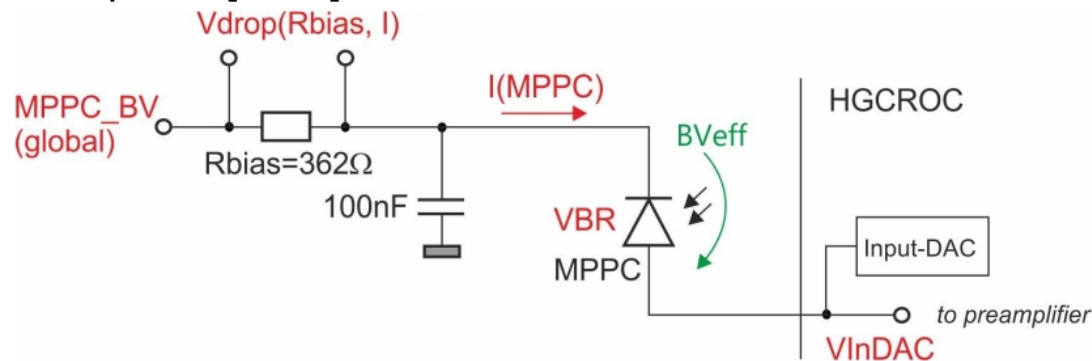 Vdrop(Rbias, I)
MPPC_BV
(global)
Rbias=362Ω
100nF
I(MPPC)
BVeff
VBR
MPPC
HGCROC
Input-DAC
to preamplifier
VInDAC